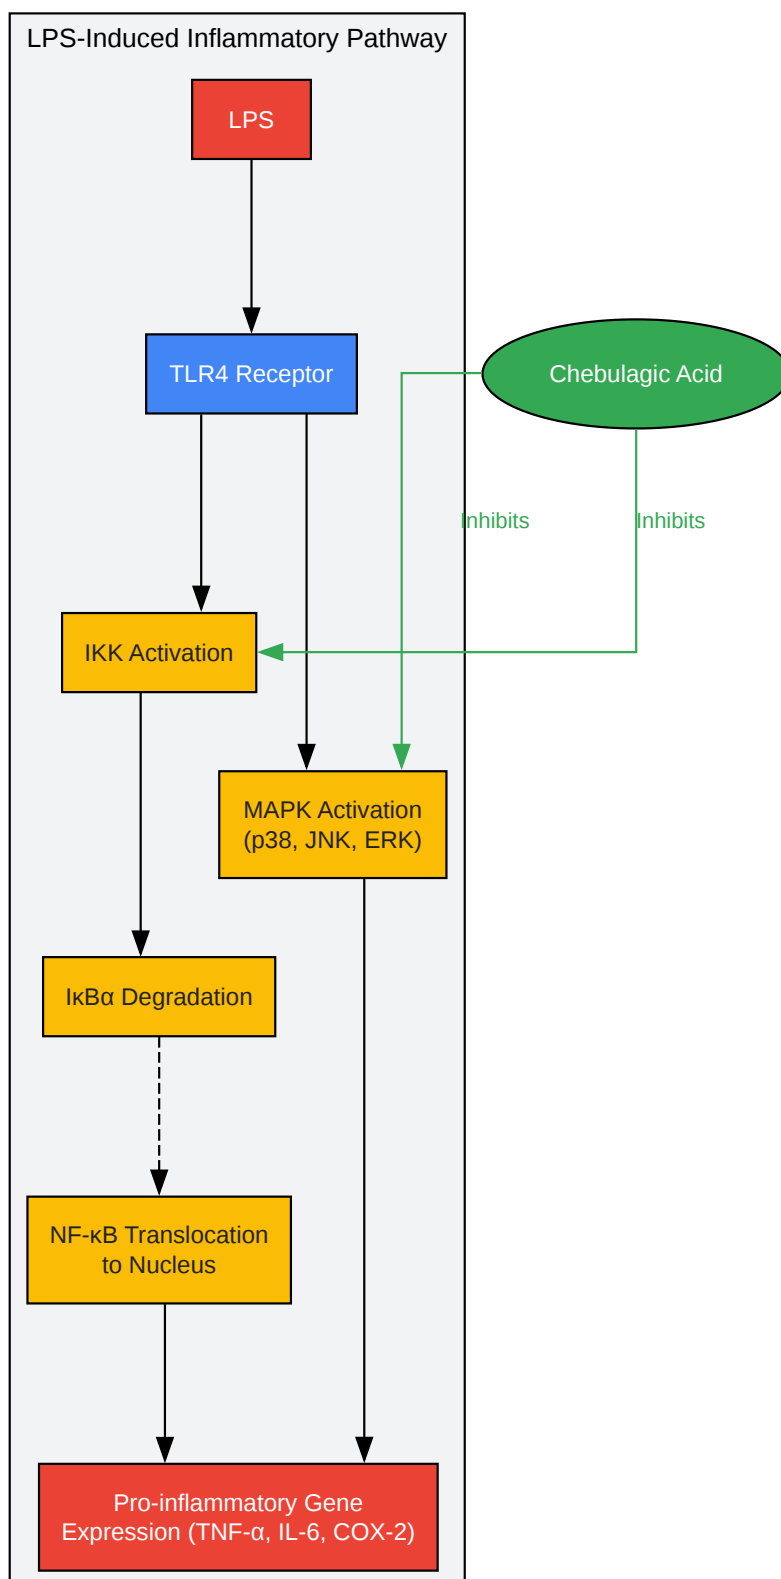 LPS-Induced Inflammatory Pathway
LPS
TLR4 Receptor
Chebulagic Acid
Inhibits
Inhibits
IKK Activation
MAPK Activation
(p38, JNK, ERK)
IκBα Degradation
NF-κB Translocation
to Nucleus
Pro-inflammatory Gene
Expression (TNF-α, IL-6, COX-2)